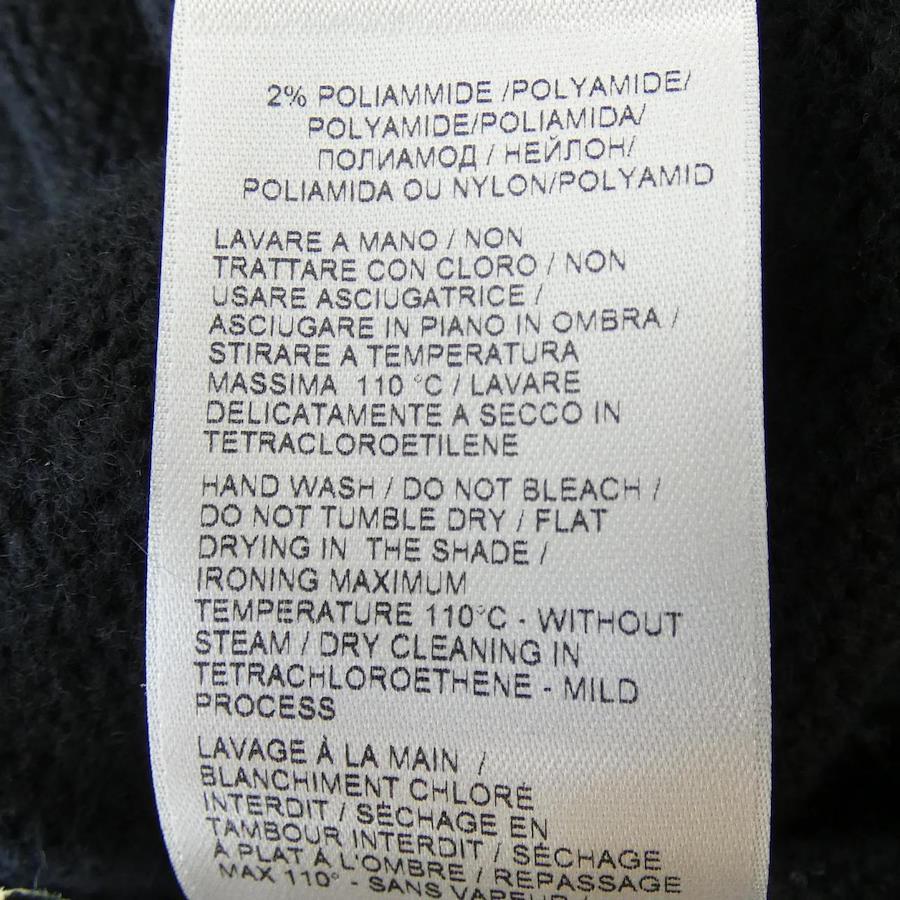 2% POLIAMMIDE /POLYAMIDE/
POLYAMIDE/POLIAMIDA/
ПОЛИАМОД / НЕЙЛОН/
POLIAMIDA OU NYLON/POLYAMID
LAVARE A MANO / NON
TRATTARE CON CLORO / NON
USARE ASCIUGATRICE /
ASCIUGARE IN PIANO IN OMBRA /
STIRARE A TEMPERATURA
MASSIMA 110 °C / LAVARE
DELICATAMENTE A SECCO IN
TETRACLOROETILENE
HAND WASH / DO NOT BLEACH /
DO NOT TUMBLE DRY / FLAT
DRYING IN THE SHADE /
IRONING MAXIMUM
TEMPERATURE 110°C - WITHOUT
STEAM / DRY CLEANING IN
TETRACHLOROETHENE - MILD
PROCESS
LAVAGE À LA MAIN /
BLANCHIMENT CHLORÉ
INTERDIT / SÉCHAGE EN
TAMBOUR INTERDIT / SÉCHAGE
À PLAT À L'OMBRE / REPASSAGE
MAX 110° - SANS VAPEUR /